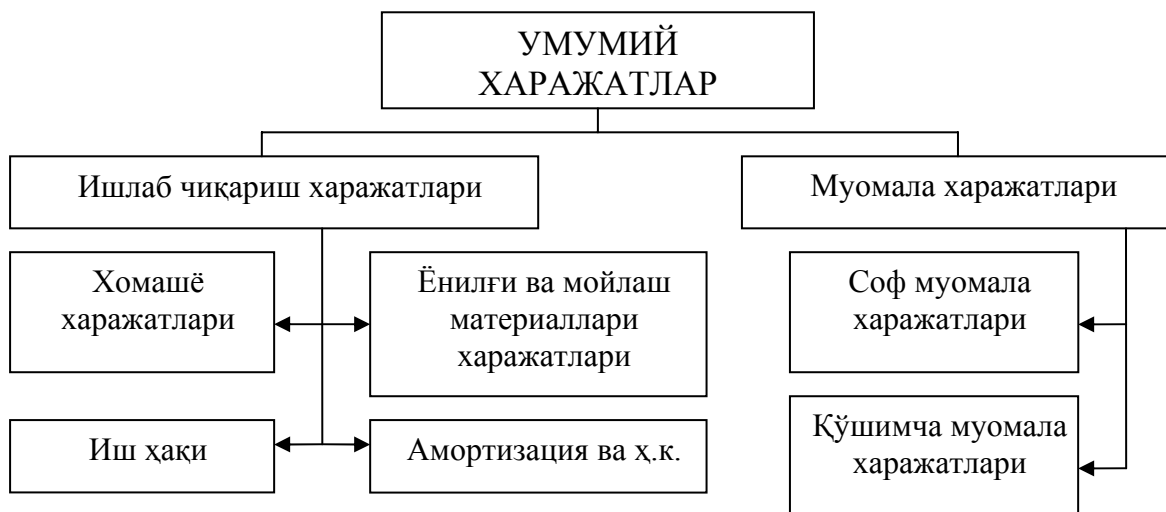 УМУМИЙ
ХАРАЖАТЛАР
Ишлаб чиқариш харажатлари
Муомала харажатлари
Хомашё
харажатлари
Ёнилғи ва мойлаш
материаллари
харажатлари
Соф муомала
харажатлари
Иш ҳақи
Амортизация ва ҳ.к.
Қўшимча муомала
харажатлари